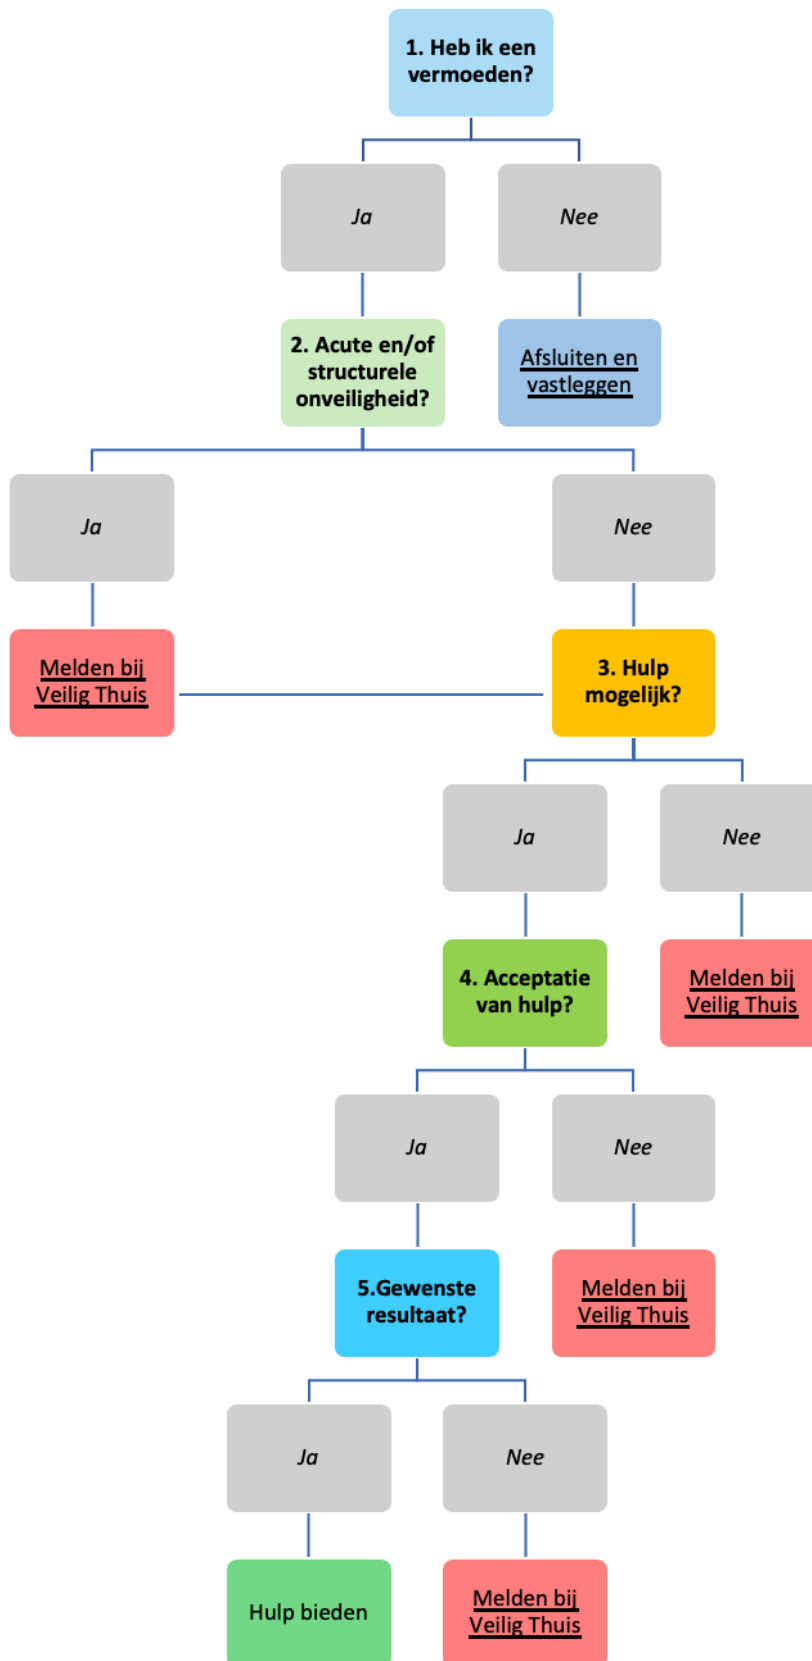 1. Heb ik een
vermoeden?
Ja
Nee
2. Acute en/of
structurele
onveiligheid?
Afsluiten en
vastleggen
Ja
Nee
Melden bij
Veilig Thuis
3. Hulp
mogelijk?
Ja
Nee
4. Acceptatie
van hulp?
Melden bij
Veilig Thuis
Ja
Nee
5.Gewenste
resultaat?
Melden bij
Veilig Thuis
Ja
Nee
Hulp bieden
Melden bij
Veilig Thuis